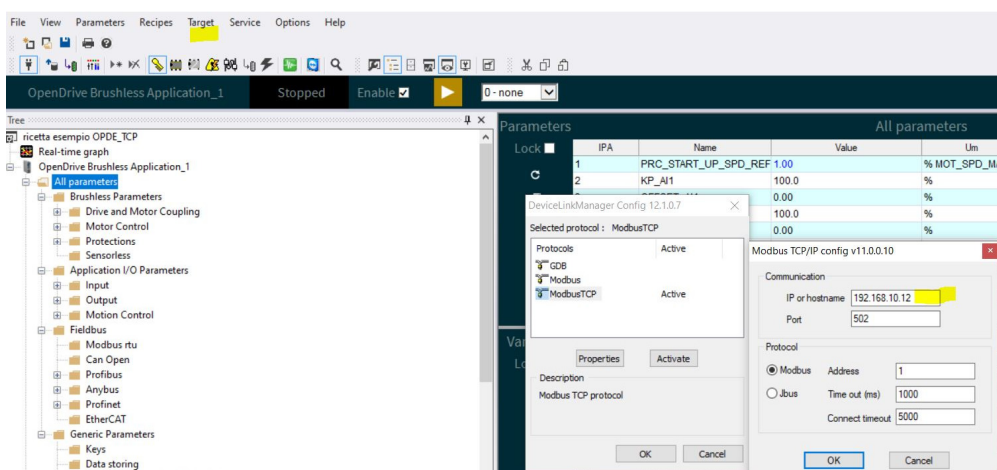 File View Parameters Recipes Target Service Options Help
OpenDrive Brushless Application_1 Stopped Enable 0 - none
Tree
ricetta esempio OPDE_TCP
Real-time graph
OpenDrive Brushless Application_1
All parameters
Brushless Parameters
Drive and Motor Coupling
Motor Control
Protections
Sensorless
Application I/O Parameters
Input
Output
Motion Control
Fieldbus
Modbus rtu
Can Open
Profibus
Anybus
Profinet
EtherCAT
Generic Parameters
Keys
Data storing
Parameters All parameters
Lock
IPA Name Value Um
1 PRC_START_UP_SPD_REF 1.00 % MOT_SPD_M
2 KP_AI1 100.0 %
0.00 %
100.0 %
0.00 %
DeviceLinkManager Config 12.1.0.7
Selected protocol : ModbusTCP
Protocols Active
GDB
Modbus
ModbusTCP Active
Properties Activate
Description
Modbus TCP protocol
OK Cancel
Modbus TCP/IP config v11.0.0.10
Communication
IP or hostname 192.168.10.12
Port 502
Protocol
Modbus Address 1
Jbus Time out (ms) 1000
Connect timeout 5000
OK Cancel